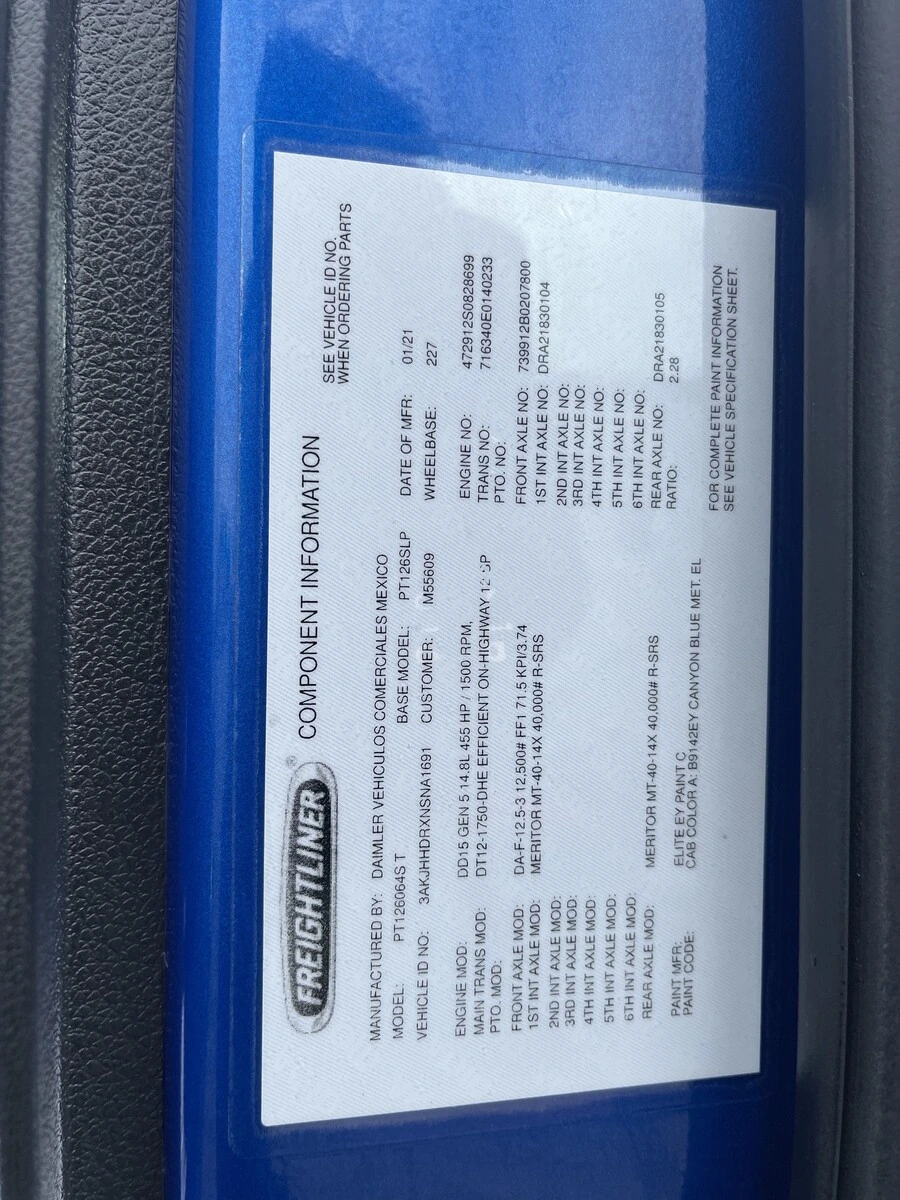 FREIGHTLINER ® COMPONENT INFORMATION
SEE VEHICLE ID NO.
WHEN ORDERING PARTS
MANUFACTURED BY: DAIMLER VEHICULOS COMERCIALES MEXICO
MODEL: PT126064S T BASE MODEL: PT126SLP DATE OF MFR: 01/21
VEHICLE ID NO: 3AKJHHDRXNSNA1691 CUSTOMER: M55609 WHEELBASE: 227
ENGINE MOD: DD15 GEN 5 14.8L 455 HP / 1500 RPM, ENGINE NO: 472912S0828699
MAIN TRANS MOD: DT12-1750-DHE EFFICIENT ON-HIGHWAY 12 SP TRANS NO: 716340E0140233
PTO. MOD: PTO. NO.
FRONT AXLE MOD: DA-F-12.5-3 12,500# FF1 71.5 KPI/3.74 FRONT AXLE NO: 739912B0207800
1ST INT AXLE MOD: MERITOR MT-40-14X 40,000# R-SRS 1ST INT AXLE NO: DRA21830104
2ND INT AXLE MOD: 2ND INT AXLE NO:
3RD INT AXLE MOD: 3RD INT AXLE NO:
4TH INT AXLE MOD: 4TH INT AXLE NO:
5TH INT AXLE MOD: 5TH INT AXLE NO:
6TH INT AXLE MOD: 6TH INT AXLE NO:
REAR AXLE MOD: MERITOR MT-40-14X 40,000# R-SRS REAR AXLE NO: DRA21830105
RATIO: 2.28
PAINT MFR: ELITE EY PAINT C
PAINT CODE: CAB COLOR A: B9142EY CANYON BLUE MET. EL
FOR COMPLETE PAINT INFORMATION
SEE VEHICLE SPECIFICATION SHEET.